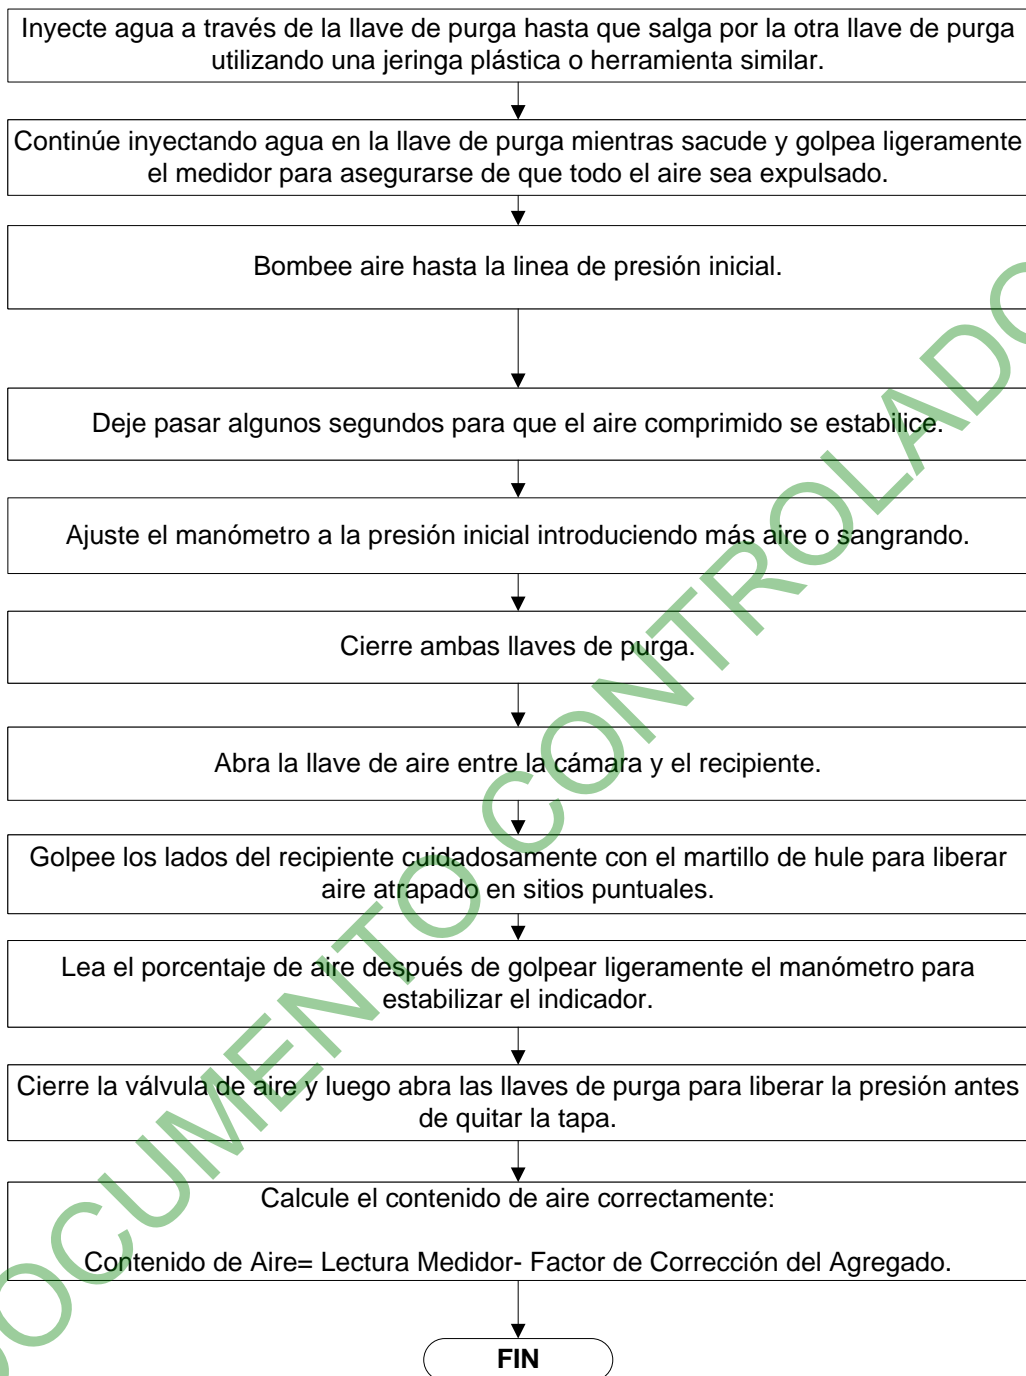 Inyecte agua a través de la llave de purga hasta que salga por la otra llave de purga
utilizando una jeringa plástica o herramienta similar.
Continúe inyectando agua en la llave de purga mientras sacude y golpea ligeramente
el medidor para asegurarse de que todo el aire sea expulsado.
Bombee aire hasta la linea de presión inicial.
Deje pasar algunos segundos para que el aire comprimido se estabilice.
Ajuste el manómetro a la presión inicial introduciendo más aire o sangrando.
Cierre ambas llaves de purga.
Abra la llave de aire entre la cámara y el recipiente.
Golpee los lados del recipiente cuidadosamente con el martillo de hule para liberar
aire atrapado en sitios puntuales.
Lea el porcentaje de aire después de golpear ligeramente el manómetro para
estabilizar el indicador.
Cierre la válvula de aire y luego abra las llaves de purga para liberar la presión antes
de quitar la tapa.
Calcule el contenido de aire correctamente:
Contenido de Aire= Lectura Medidor- Factor de Corrección del Agregado.
FIN
DOCUMENTO CONTROLADO